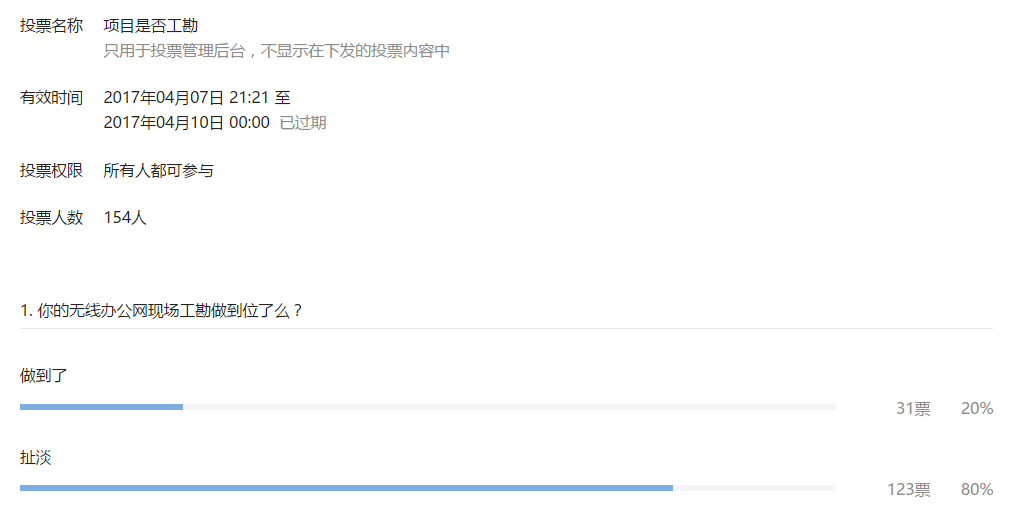 投票名称 项目是否工勘
只用于投票管理后台，不显示在下发的投票内容中
有效时间 2017年04月07日 21:21 至
2017年04月10日 00:00 已过期
投票权限 所有人都可参与
投票人数 154人
1. 你的无线办公网现场工勘做到位了么？
做到了
31票 20%
扯淡
123票 80%